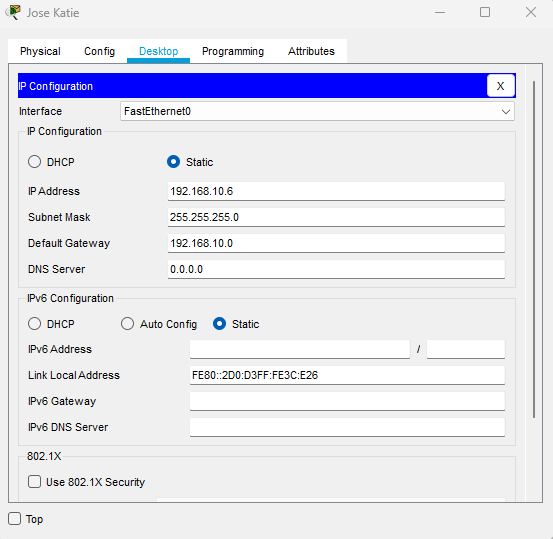 Jose Katie
Physical Config Desktop Programming Attributes
IP Configuration X
Interface FastEthernet0
IP Configuration
DHCP Static
IP Address 192.168.10.6
Subnet Mask 255.255.255.0
Default Gateway 192.168.10.0
DNS Server 0.0.0.0
IPv6 Configuration
DHCP Auto Config Static
IPv6 Address /
Link Local Address FE80::2D0:D3FF:FE3C:E26
IPv6 Gateway
IPv6 DNS Server
802.1X
Use 802.1X Security
Top